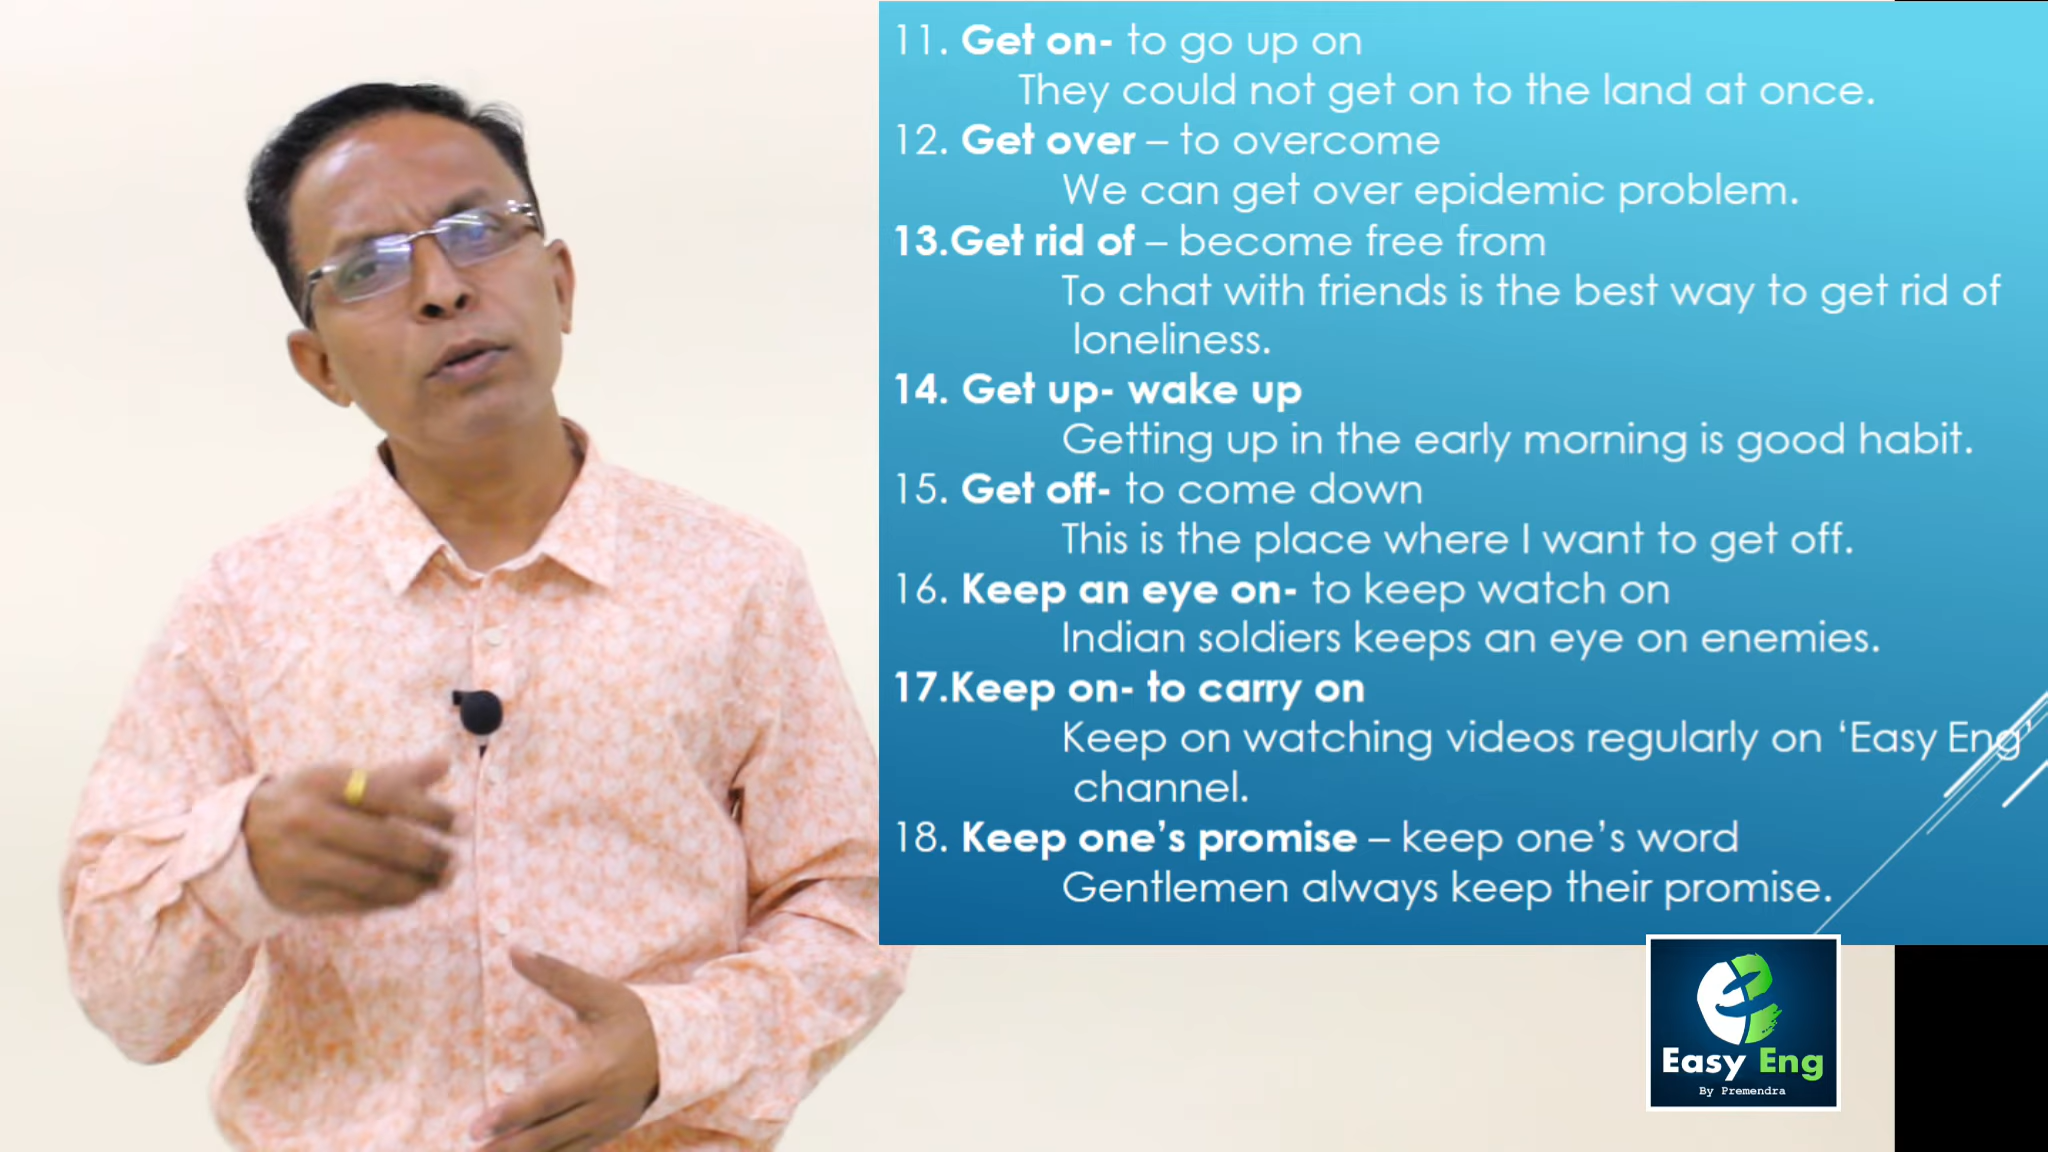 11. Get on- to go up on
They could not get on to the land at once.
12. Get over – to overcome
We can get over epidemic problem.
13.Get rid of – become free from
To chat with friends is the best way to get rid of
loneliness.
14. Get up- wake up
Getting up in the early morning is good habit.
15. Get off- to come down
This is the place where I want to get off.
16. Keep an eye on- to keep watch on
Indian soldiers keeps an eye on enemies.
17.Keep on- to carry on
Keep on watching videos regularly on ‘Easy Eng’
channel.
18. Keep one’s promise – keep one’s word
Gentlemen always keep their promise.
Easy Eng
By Premendra